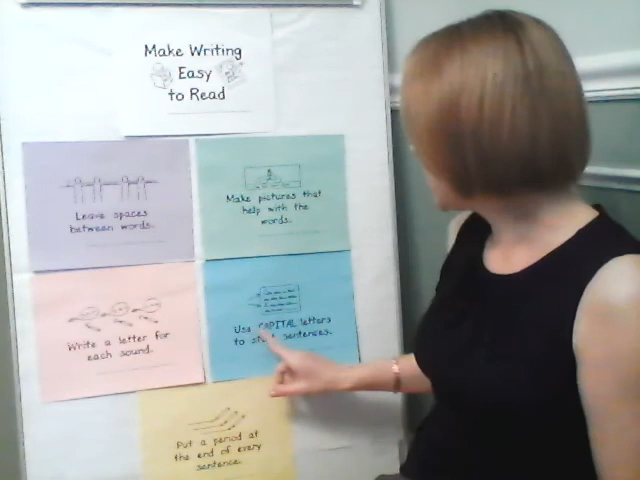 Make Writing
Easy
to Read
Leave spaces
between words.
Make pictures that
help with the
words.
Write a letter for
each sound.
Use CAPITAL letters
to start sentences.
Put a period at
the end of every
sentence.